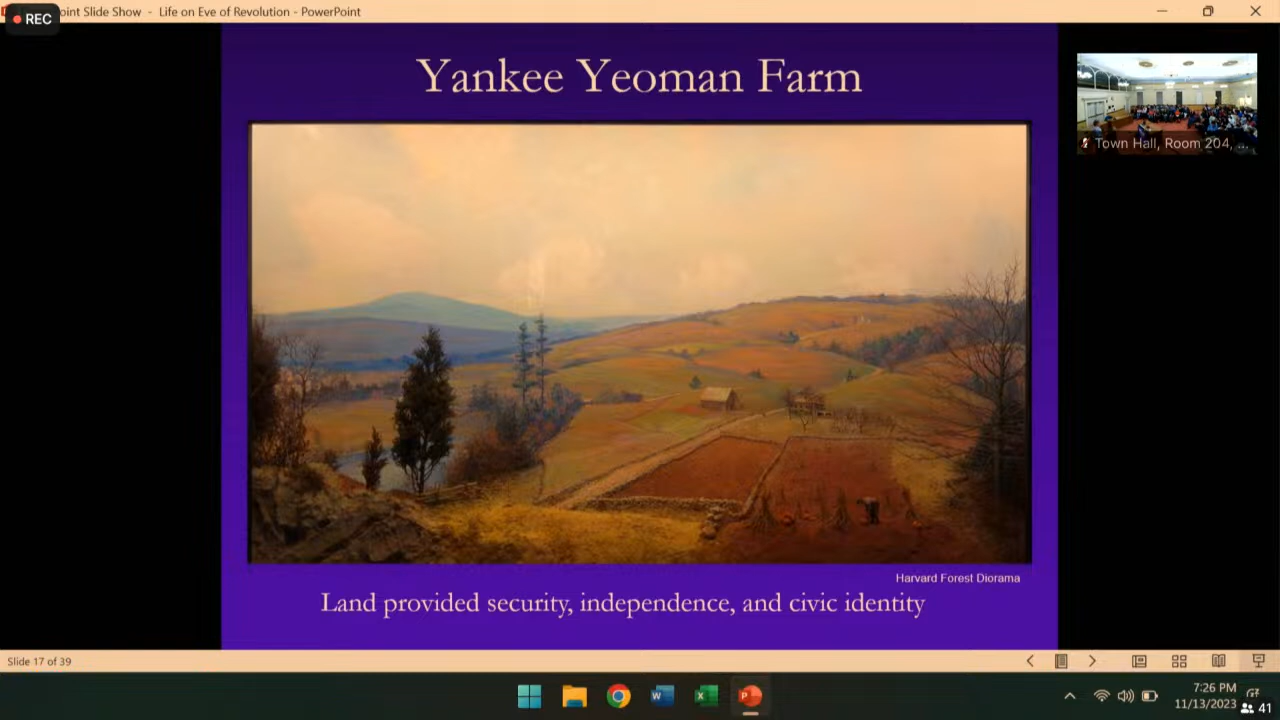 REC
oint Slide Show - Life on Eve of Revolution - PowerPoint
Yankee Yeoman Farm
Town Hall, Room 204, ...
Harvard Forest Diorama
Land provided security, independence, and civic identity
Slide 17 of 39
7:26 PM
11/13/2023
41